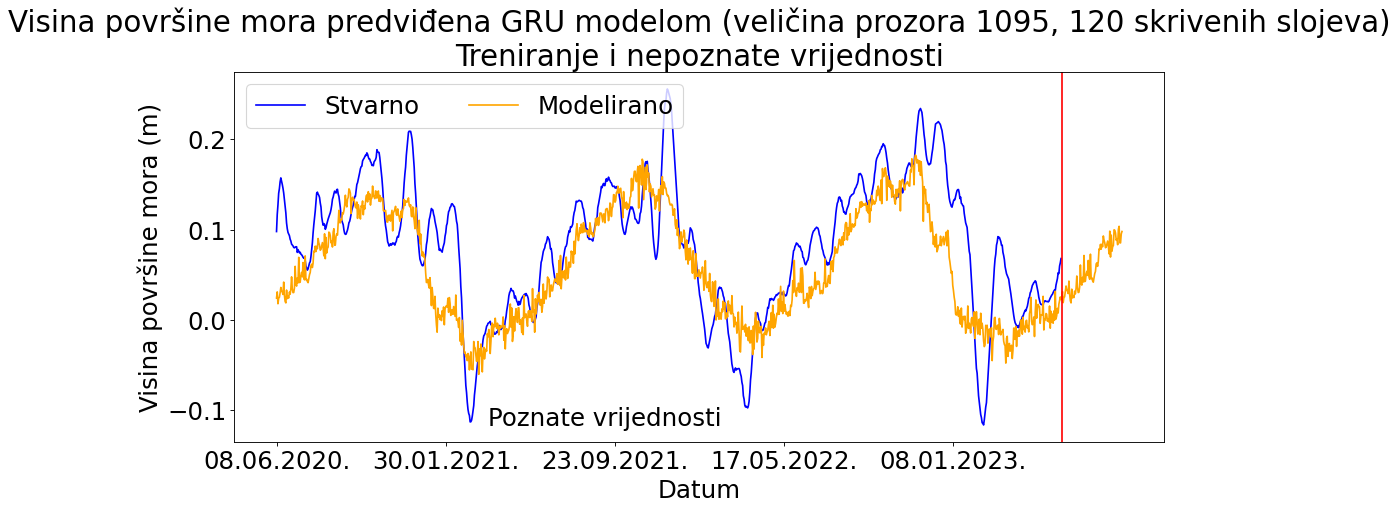 Visina površine mora predviđena GRU modelom (veličina prozora 1095, 120 skrivenih slojeva)
Treniranje i nepoznate vrijednosti
Stvarno Modelirano
Visina površine mora (m)
0.2
0.1
0.0
−0.1
Poznate vrijednosti
08.06.2020. 30.01.2021. 23.09.2021. 17.05.2022. 08.01.2023.
Datum